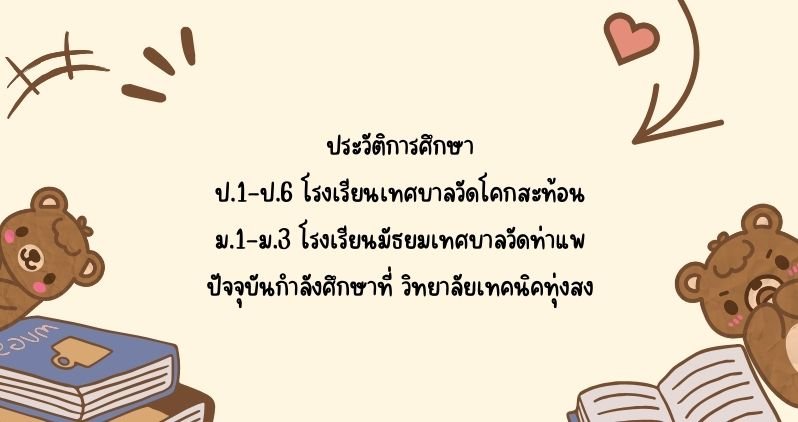 ประวัติการศึกษา
ป.1-ป.6 โรงเรียนเทศบาลวัดโคกสะท้อน
ม.1-ม.3 โรงเรียนมัธยมเทศบาลวัดท่าแพ
ปัจจุบันกำลังศึกษาที่ วิทยาลัยเทคนิคทุ่งสง